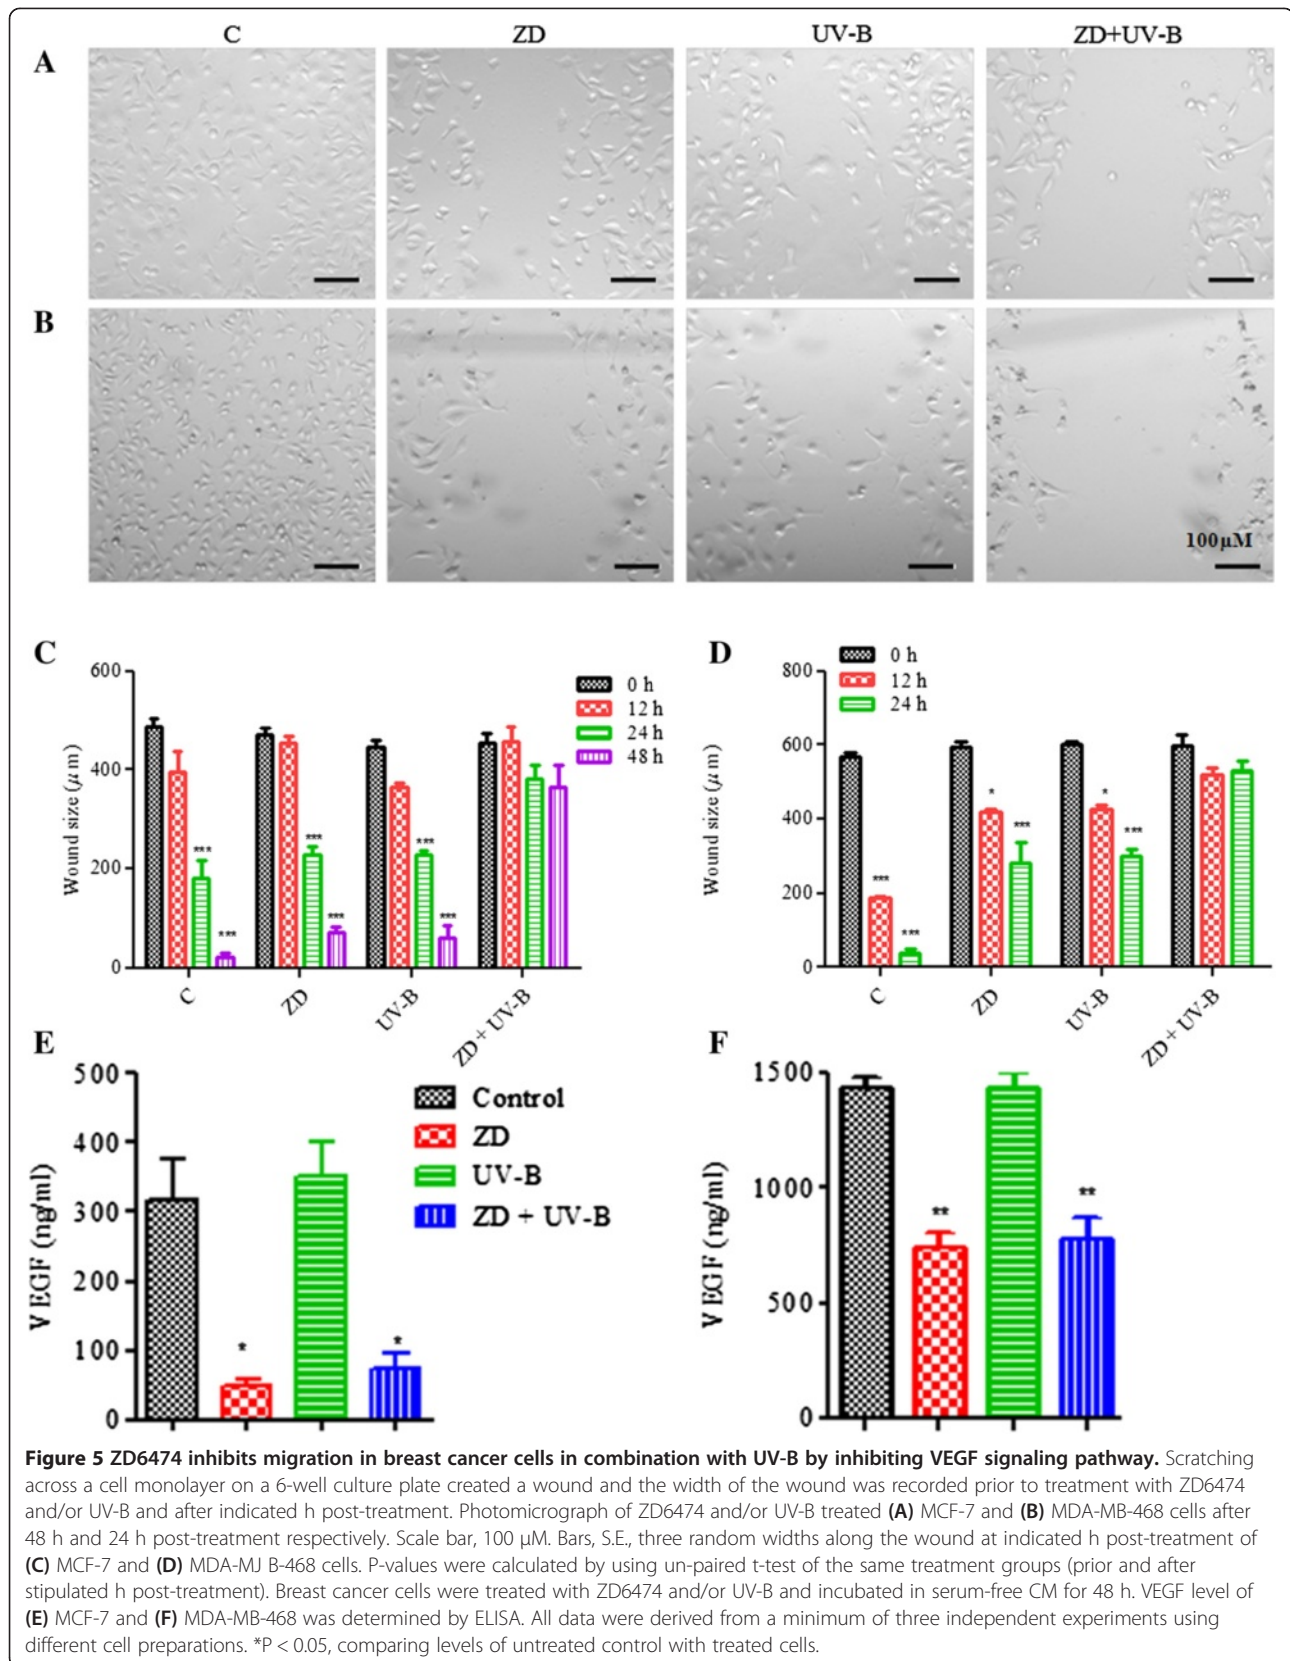 C ZD UV-B ZD+UV-B
A
B
100μM
C
600
400
200
0
Wound size (μm)
0 h
12 h
24 h
48 h
*** *** *** *** *** ***
C ZD UV-B ZD + UV-B
D
800
600
400
200
0
Wound size (μm)
0 h
12 h
24 h
*** *** * *** * ***
C ZD UV-B ZD + UV-B
E
500
400
300
200
100
0
VEGF (ng/ml)
Control
ZD
UV-B
ZD + UV-B
* *
F
1500
1000
500
0
VEGF (ng/ml)
** **
Figure 5 ZD6474 inhibits migration in breast cancer cells in combination with UV-B by inhibiting VEGF signaling pathway. Scratching
across a cell monolayer on a 6-well culture plate created a wound and the width of the wound was recorded prior to treatment with ZD6474
and/or UV-B and after indicated h post-treatment. Photomicrograph of ZD6474 and/or UV-B treated (A) MCF-7 and (B) MDA-MB-468 cells after
48 h and 24 h post-treatment respectively. Scale bar, 100 μM. Bars, S.E., three random widths along the wound at indicated h post-treatment of
(C) MCF-7 and (D) MDA-MJ B-468 cells. P-values were calculated by using un-paired t-test of the same treatment groups (prior and after
stipulated h post-treatment). Breast cancer cells were treated with ZD6474 and/or UV-B and incubated in serum-free CM for 48 h. VEGF level of
(E) MCF-7 and (F) MDA-MB-468 was determined by ELISA. All data were derived from a minimum of three independent experiments using
different cell preparations. *P < 0.05, comparing levels of untreated control with treated cells.